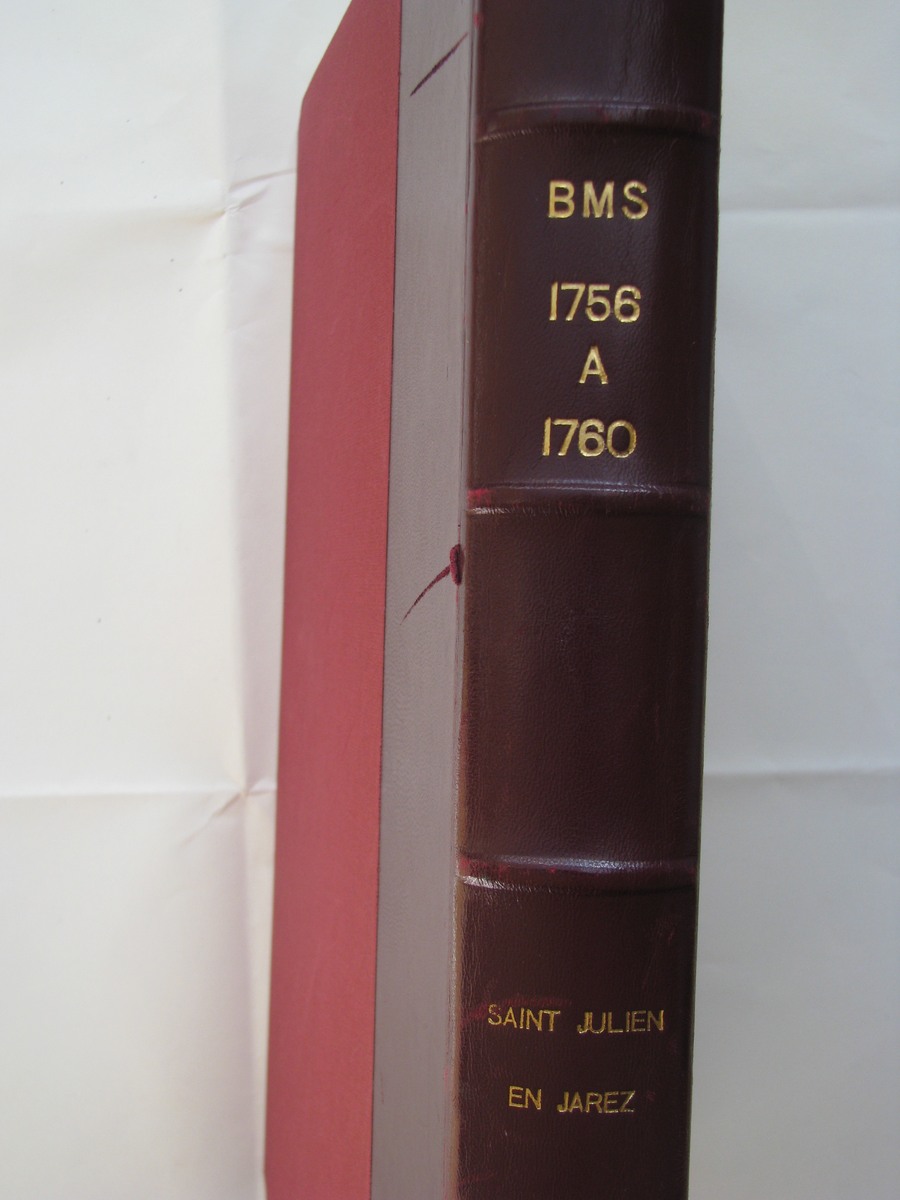 BMS
1756
A
1760
SAINT JULIEN
EN JAREZ